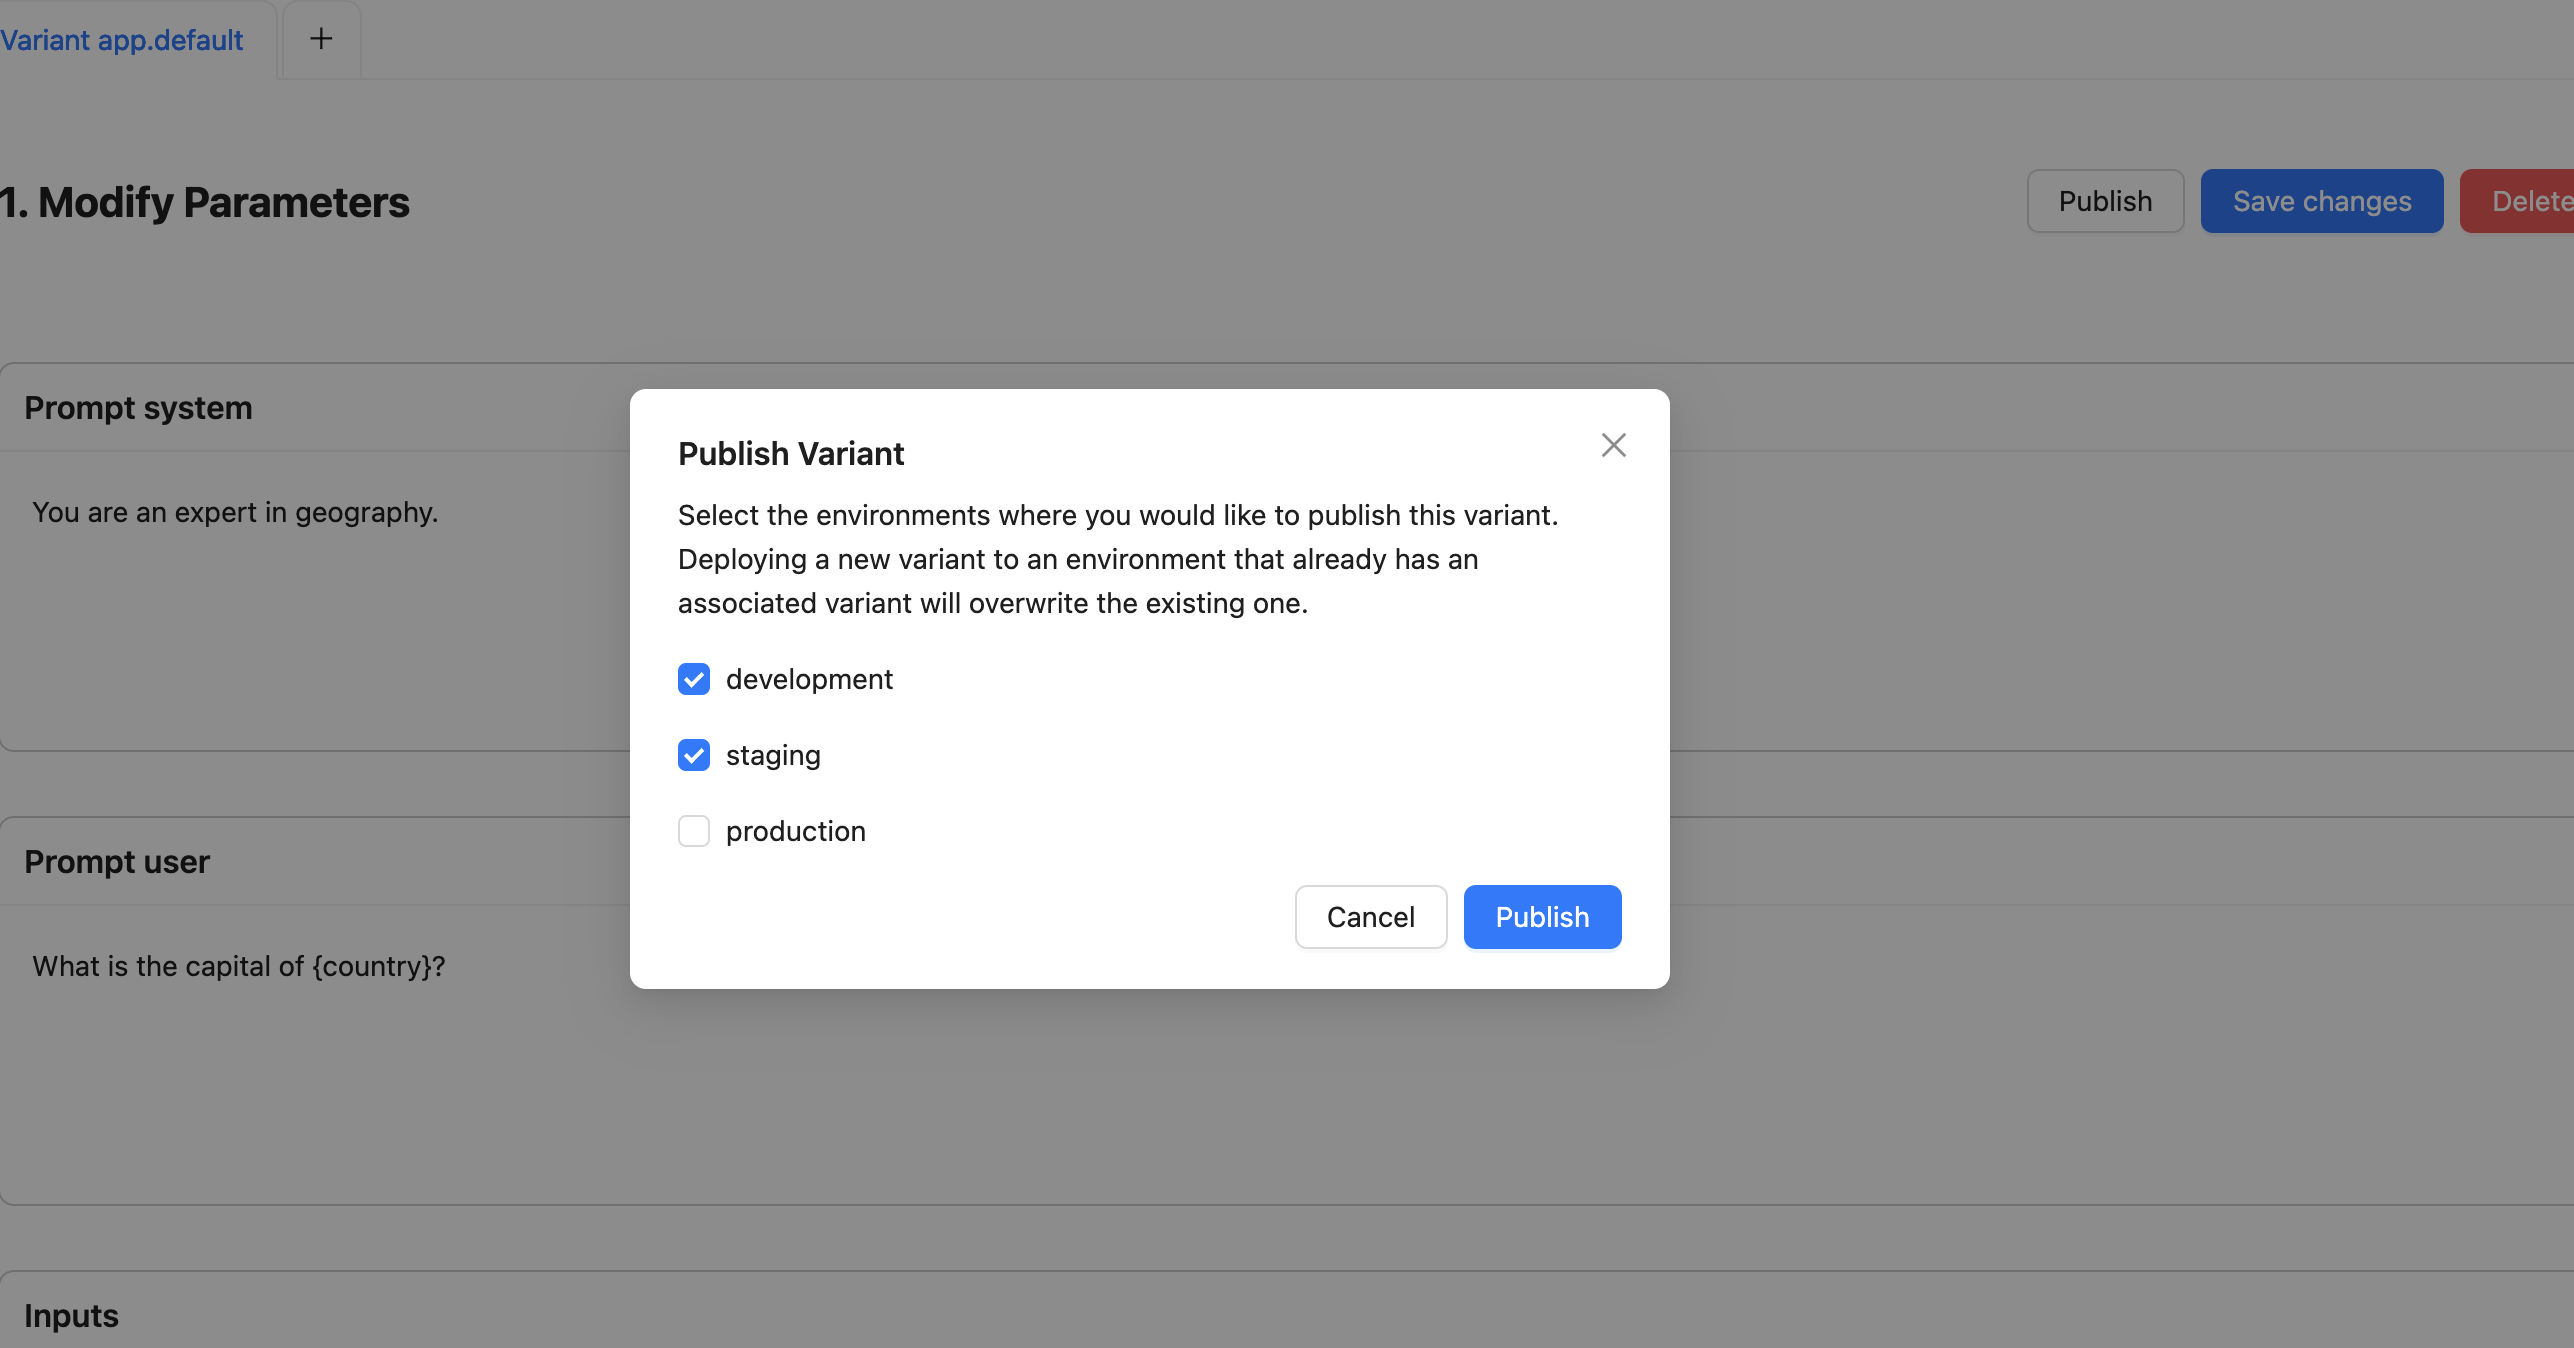 Variant app.default
+
1. Modify Parameters
Publish
Save changes
Delete
Prompt system
You are an expert in geography.
Publish Variant
Select the environments where you would like to publish this variant.
Deploying a new variant to an environment that already has an
associated variant will overwrite the existing one.
development
staging
production
Cancel
Publish
Prompt user
What is the capital of {country}?
Inputs